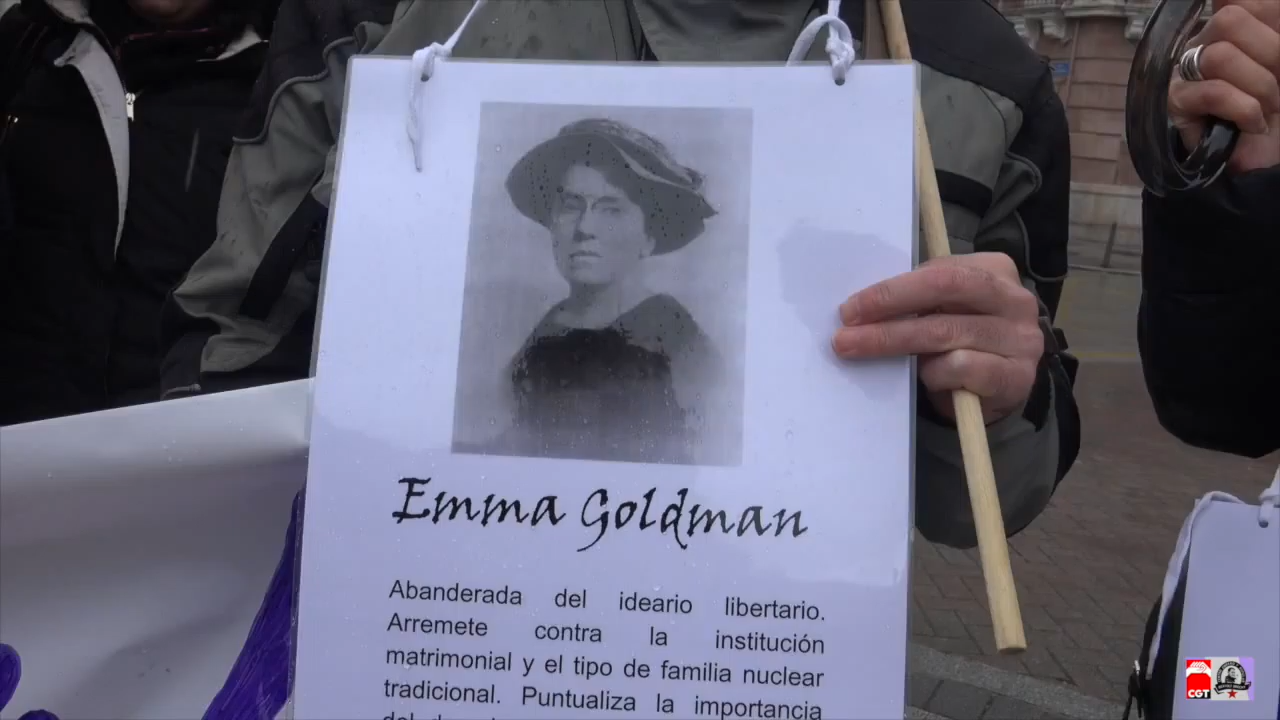 Emma Goldman
Abanderada del ideario libertario.
Arremete contra la institución
matrimonial y el tipo de familia nuclear
tradicional. Puntualiza la importancia
CGT